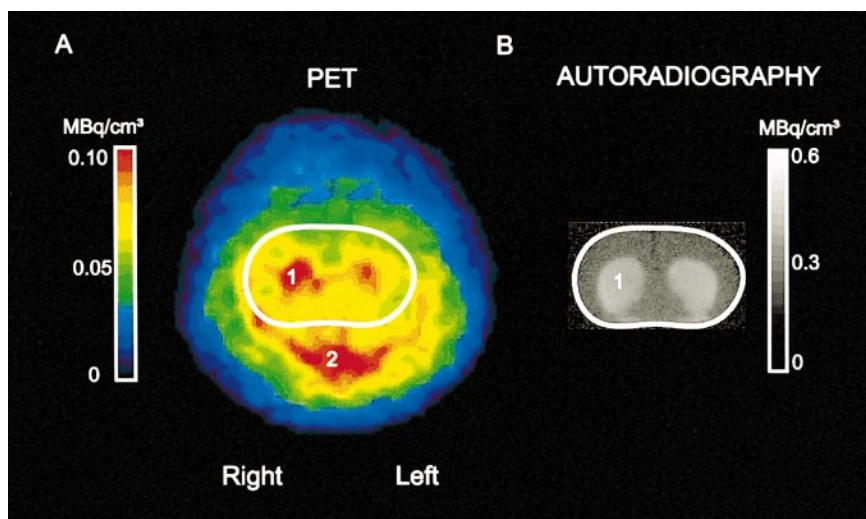 A
PET
MBq/cm³
0.10
0.05
0
1
2
Right
Left
B
AUTORADIOGRAPHY
MBq/cm³
0.6
0.3
0
1